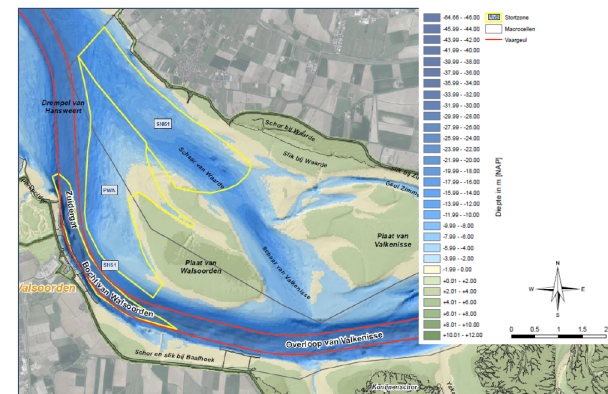 Drempel van
Hansweert
SN51
Schaar van Waarde
Schor bij Waarde
Slik bij Waarde
Zuidergat
Plaat van
Walsoorden
Schaar van Valkenisse
Plaat van
Valkenisse
SH51
Bocht van Walsoorden
alsoorden
Overloop van Valkenisse
Schor en slik bij Baalhoek
Konijnenschor
-54.66 - -46.00
-45.99 - -44.00
-43.99 - -42.00
-41.99 - -40.00
-39.99 - -38.00
-37.99 - -36.00
-35.99 - -34.00
-33.99 - -32.00
-31.99 - -30.00
-29.99 - -28.00
-27.99 - -26.00
-25.99 - -24.00
-23.99 - -22.00
-21.99 - -20.00
-19.99 - -18.00
-17.99 - -16.00
-15.99 - -14.00
-13.99 - -12.00
-11.99 - -10.00
-9.99 - -8.00
-7.99 - -6.00
-5.99 - -4.00
-3.99 - -2.00
-1.99 - 0.00
+0.01 - +2.00
+2.01 - +4.00
+4.01 - +6.00
+6.01 - +8.00
+8.01 - +10.00
+10.01 - +12.00
Diepte in m [NAP]
Stortzone
Macrocellen
Vaargeul
N
W
E
S
0 0.5 1 1.5 2